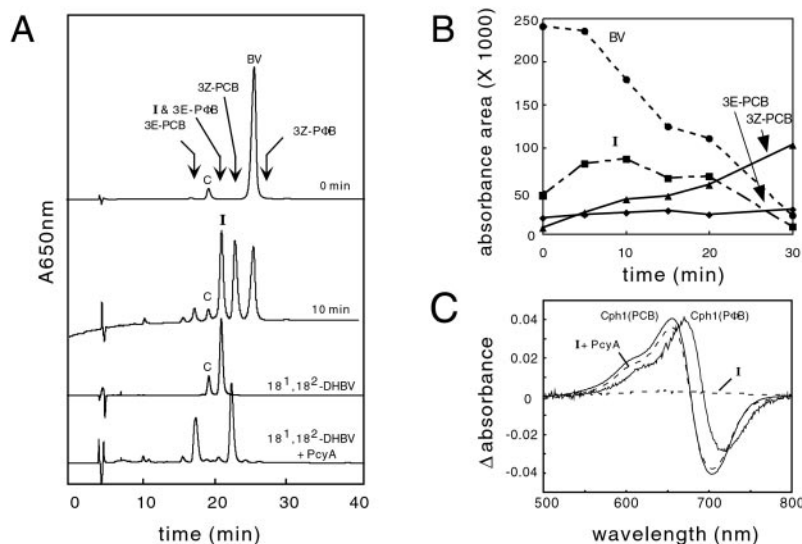 A
A650nm
BV
3Z-PCB
I & 3E-PΦB
3E-PCB
3Z-PΦB
C
0 min
I
C
10 min
C
18¹,18²-DHBV
18¹,18²-DHBV
+ PcyA
0 10 20 30 40
time (min)
B
absorbance area (X 1000)
250
200
150
100
50
0
BV
I
3E-PCB
3Z-PCB
0 5 10 15 20 30
time (min)
C
Δ absorbance
0.04
0.02
0
-0.02
-0.04
Cph1(PCB)
Cph1(PΦB)
I + PcyA
I
500 600 700 800
wavelength (nm)